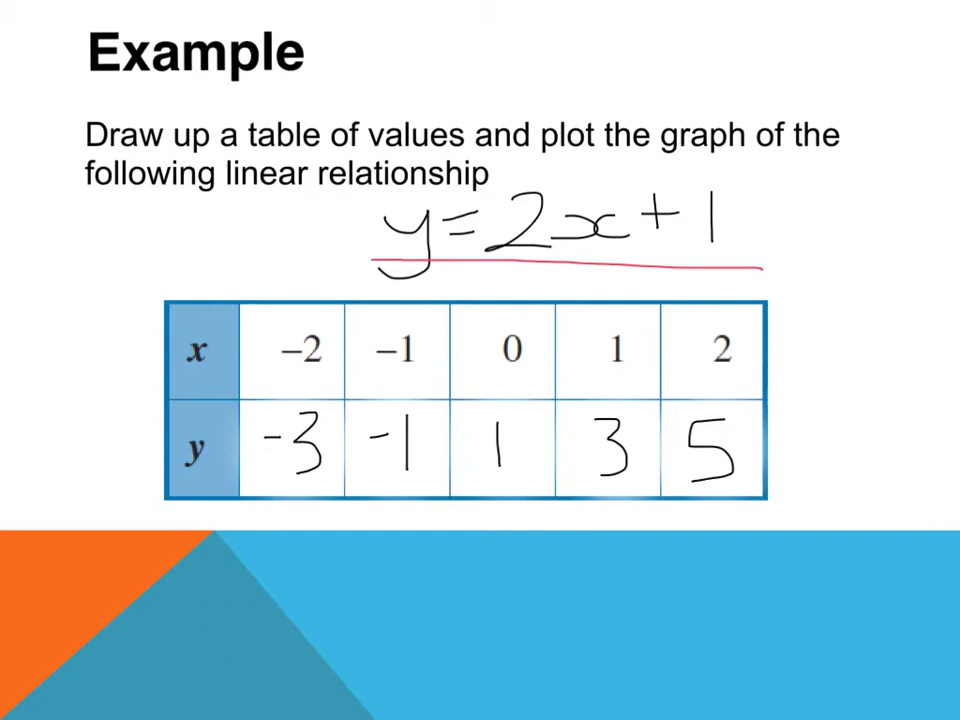 Example
Draw up a table of values and plot the graph of the
following linear relationship
y=2x+1
x –2 –1 0 1 2
y -3 -1 1 3 5